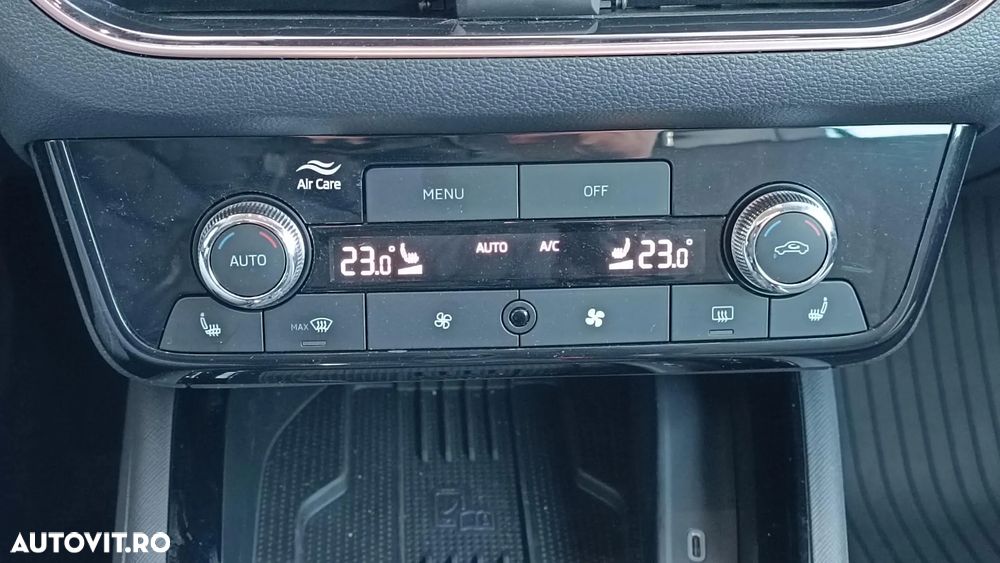 Air Care
MENU
OFF
AUTO
23.0°
AUTO
A/C
23.0°
MAX
AUTOVIT.RO